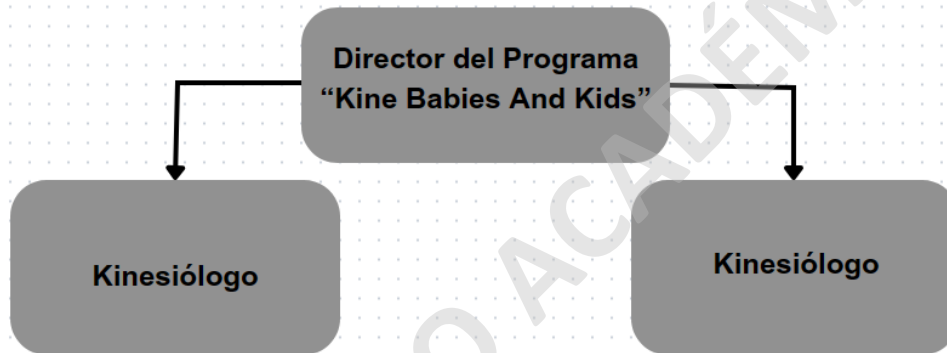 Director del Programa
“Kine Babies And Kids”
Kinesiólogo
Kinesiólogo